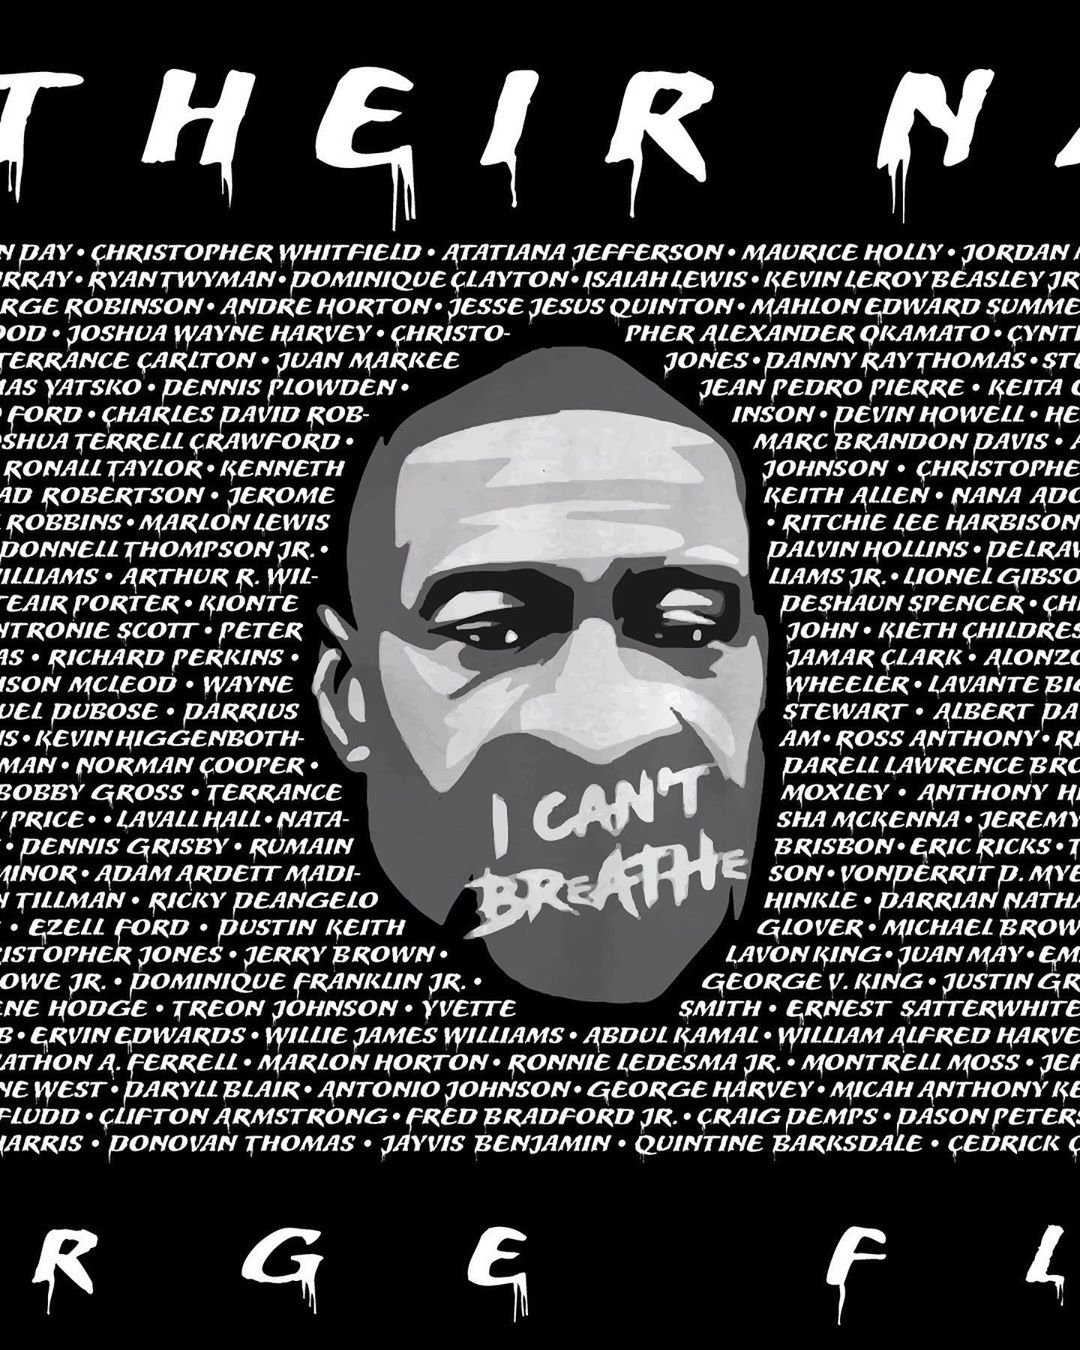 THEIR NA
N DAY • CHRISTOPHER WHITFIELD • ATATIANA JEFFERSON • MAURICE HOLLY • JORDAN
RRAY • RYAN TWYMAN • DOMINIQUE CLAYTON • ISAIAH LEWIS • KEVIN LEROY BEASLEY JR
RGE ROBINSON • ANDRE HORTON • JESSE JESUS QUINTON • MAHLON EDWARD SUMME
OOD • JOSHUA WAYNE HARVEY • CHRISTO- PHER ALEXANDER OKAMATO • CYNT
TERRANCE CARLTON • JUAN MARKEE JONES • DANNY RAY THOMAS • STE
MAS YATSKO • DENNIS PLOWDEN • JEAN PEDRO PIERRE • KEITA
FORD • CHARLES DAVID ROB- INSON • DEVIN HOWELL • HE
OSHUA TERRELL CRAWFORD • MARC BRANDON DAVIS •
RONALL TAYLOR • KENNETH JOHNSON • CHRISTOPHE
AD ROBERTSON • JEROME KEITH ALLEN • NANA ADO
ROBBINS • MARLON LEWIS • RITCHIE LEE HARBISON
DONNELL THOMPSON JR. • DALVIN HOLLINS • DELRAW
ILLIAMS • ARTHUR R. WIL- LIAMS JR. • LIONEL GIBSO
TEAIR PORTER • KIONTE DESHAUN SPENCER • CH
NTRONIE SCOTT • PETER JOHN • KIETH CHILDRES
AS • RICHARD PERKINS • JAMAR CLARK • ALONZO
SON MCLEOD • WAYNE WHEELER • LAVANTE BIG
UEL DUBOSE • DARRIUS STEWART • ALBERT DA
IS • KEVIN HIGGENBOTH- AM • ROSS ANTHONY • RI
MAN • NORMAN COOPER • DARELL LAWRENCE BRO
BOBBY GROSS • TERRANCE MOXLEY • ANTHONY HI
PRICE • • LAVALL HALL • NATA- SHA MCKENNA • JEREMY
• DENNIS GRISBY • RUMAIN BRISBON • ERIC RICKS • T
MINOR • ADAM ARDETT MADI- SON • VONDERRIT D. MYE
N TILLMAN • RICKY DEANGELO HINKLE • DARRIAN NATHA
• EZELL FORD • DUSTIN KEITH GLOVER • MICHAEL BROW
ISTOPHER JONES • JERRY BROWN • LAVON KING • JUAN MAY • EM
OWE JR. • DOMINIQUE FRANKLIN JR. • GEORGE V. KING • JUSTIN GR
ENE HODGE • TREON JOHNSON • YVETTE SMITH • ERNEST SATTERWHITE
B • ERVIN EDWARDS • WILLIE JAMES WILLIAMS • ABDUL KAMAL • WILLIAM ALFRED HARVE
ATHON A. FERRELL • MARLON HORTON • RONNIE LEDESMA JR. • MONTRELL MOSS • JEF
NE WEST • DARYLL BLAIR • ANTONIO JOHNSON • GEORGE HARVEY • MICAH ANTHONY KE
FLUDD • CLIFTON ARMSTRONG • FRED BRADFORD JR. • CRAIG DEMPS • DASON PETERS
HARRIS • DONOVAN THOMAS • JAYVIS BENJAMIN • QUINTINE BARKSDALE • CEDRICK
I CAN'T
BREATHE
RGE FL